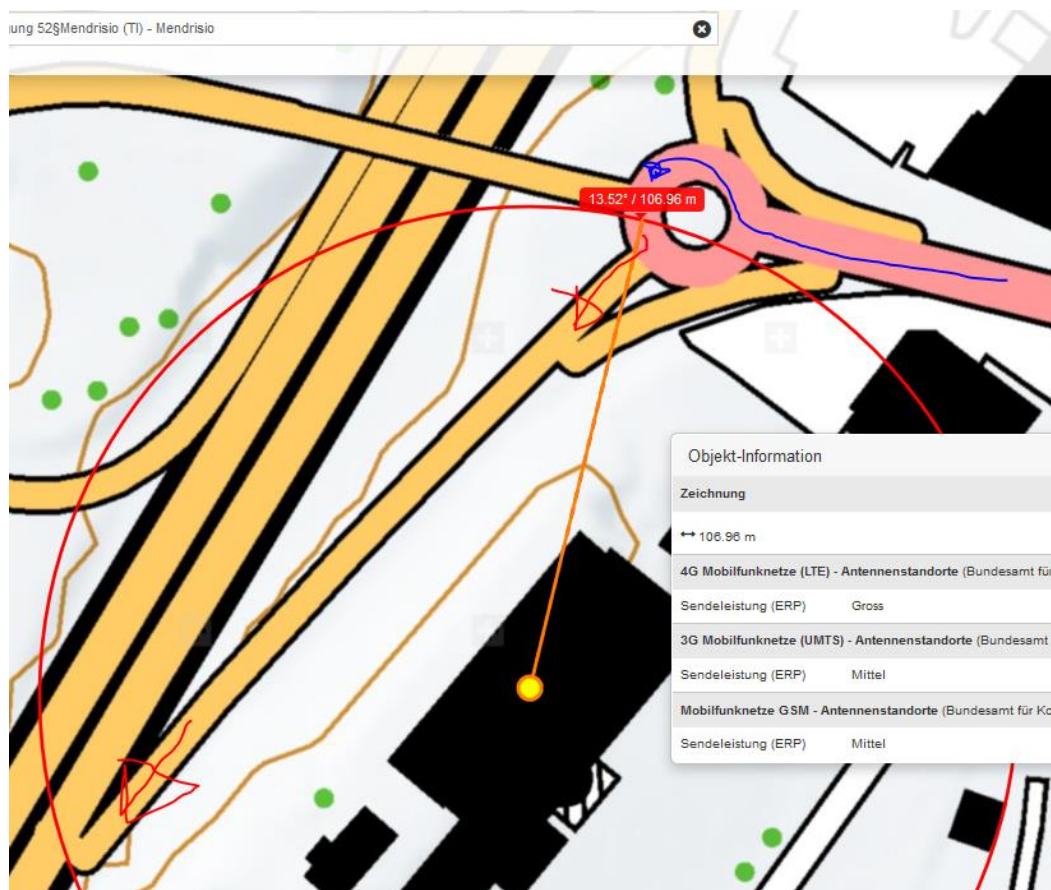 ung 52§Mendrisio (TI) - Mendrisio
13.52° / 106.96 m
Objekt-Information
Zeichnung
↔ 106.96 m
4G Mobilfunknetze (LTE) - Antennenstandorte (Bundesamt für
Sendeleistung (ERP) Gross
3G Mobilfunknetze (UMTS) - Antennenstandorte (Bundesamt
Sendeleistung (ERP) Mittel
Mobilfunknetze GSM - Antennenstandorte (Bundesamt für Ko
Sendeleistung (ERP) Mittel